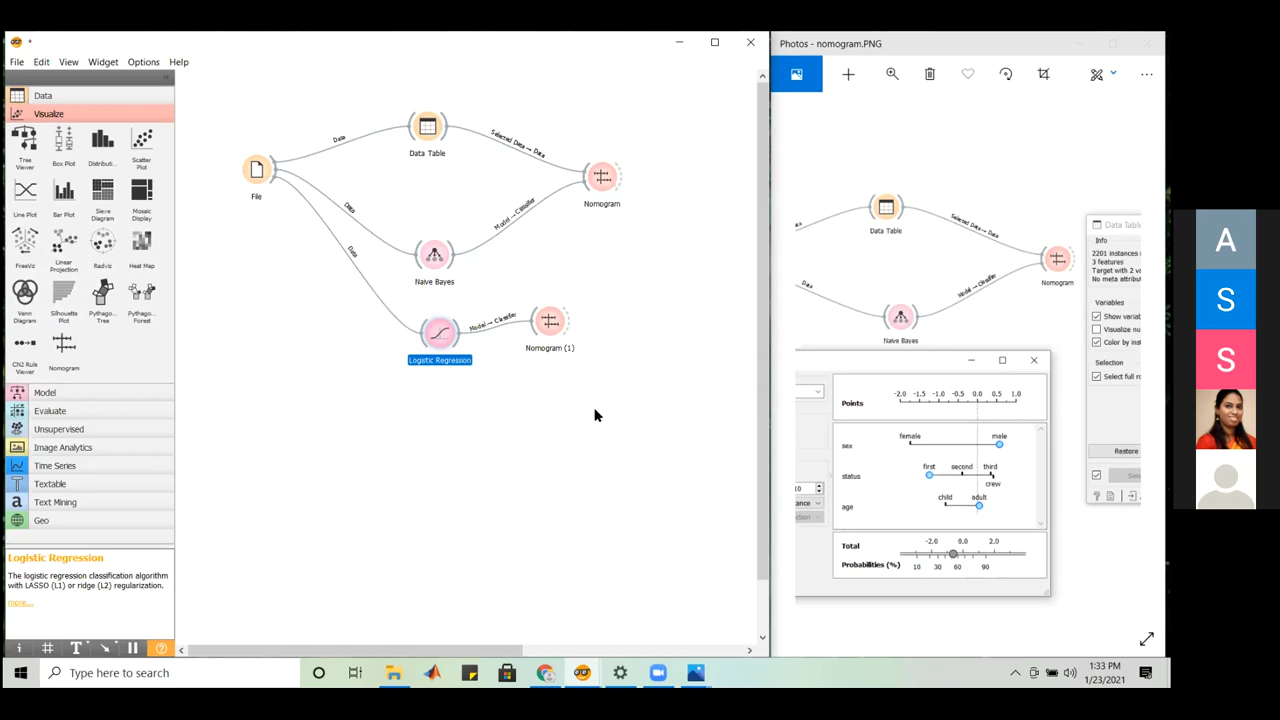 *
File Edit View Widget Options Help
Data
Visualize
Tree Viewer
Box Plot
Distributi...
Scatter Plot
Line Plot
Bar Plot
Sieve Diagram
Mosaic Display
FreeViz
Linear Projection
Radviz
Heat Map
Venn Diagram
Silhouette Plot
Pythago... Tree
Pythago... Forest
CN2 Rule Viewer
Nomogram
Model
Evaluate
Unsupervised
Image Analytics
Time Series
Textable
Text Mining
Geo
Logistic Regression
The logistic regression classification algorithm
with LASSO (L1) or ridge (L2) regularization.
more...
File
Data
Data
Data
Data Table
Selected Data → Data
Nomogram
Naive Bayes
Model → Classifier
Logistic Regression
Model → Classifier
Nomogram (1)
Photos - nomogram.PNG
Data Table
Selected Data → Data
Nomogram
Model → Classifier
Naive Bayes
Data Table
Info
2201 instances
3 features
Target with 2 va
No meta attribut
Variables
Show variab
Visualize nu
Color by inst
Selection
Select full ro
Restore
Points
-2.0 -1.5 -1.0 -0.5 0.0 0.5 1.0
sex
female male
status
first second third
crew
age
child adult
Total
-2.0 0.0 2.0
Probabilities (%)
10 30 60 90
10
A
S
S
Type here to search
1:33 PM
1/23/2021